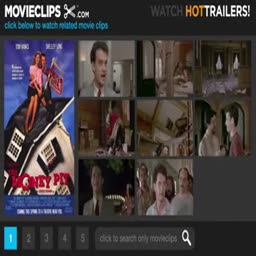 MOVIECLIPS .COM
WATCH HOTTRAILERS!
click below to watch related movie clips
TOM HANKS SHELLEY LONG
The MONEY PIT
1 2 3 4 5 click to search only movieclips